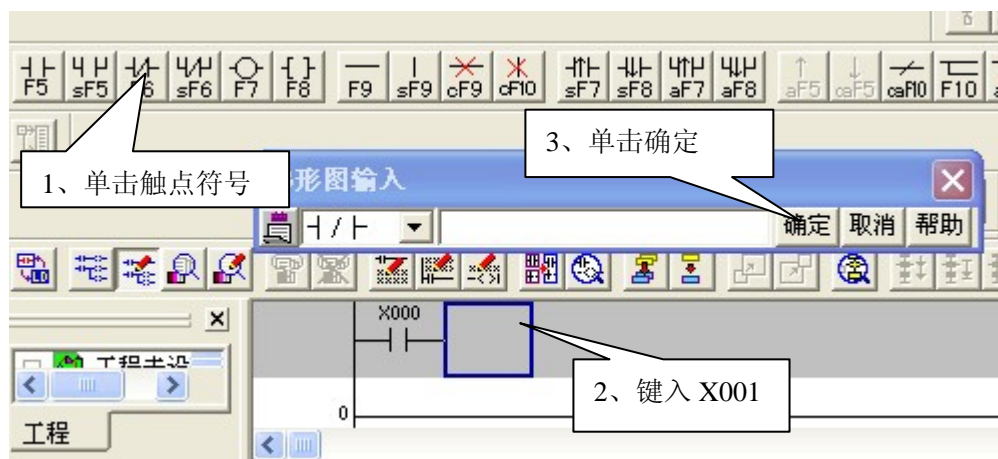 F5 sF5 F6 sF6 F7 F8 F9 sF9 cF9 cF10 sF7 sF8 aF7 aF8 aF5 caF5 caF10 F10
1、单击触点符号
3、单击确定
形图输入
确定 取消 帮助
X000
2、键入 X001
0
工程